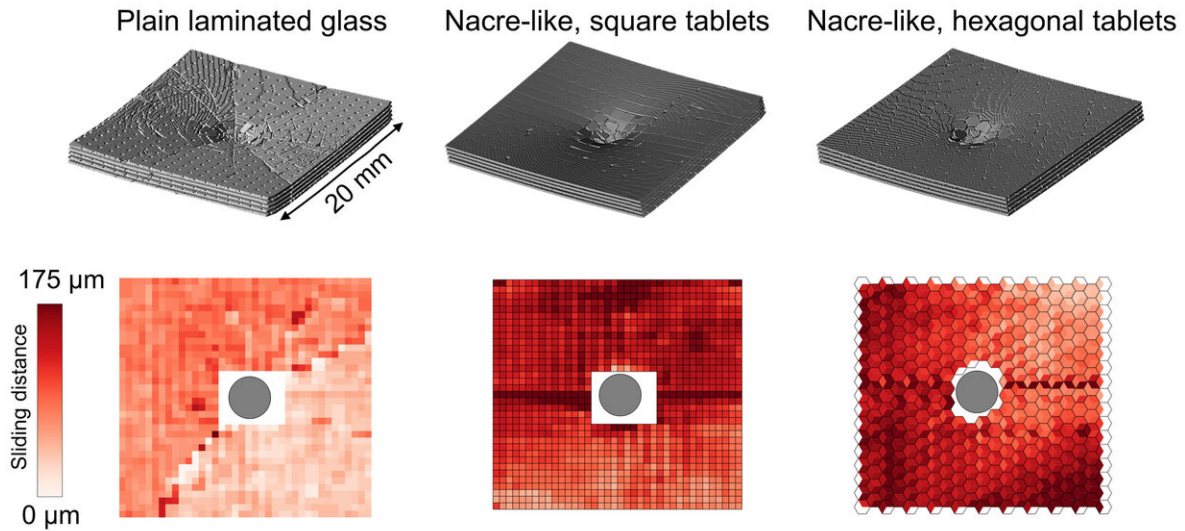 Plain laminated glass
Nacre-like, square tablets
Nacre-like, hexagonal tablets
20 mm
175 µm
Sliding distance
0 µm